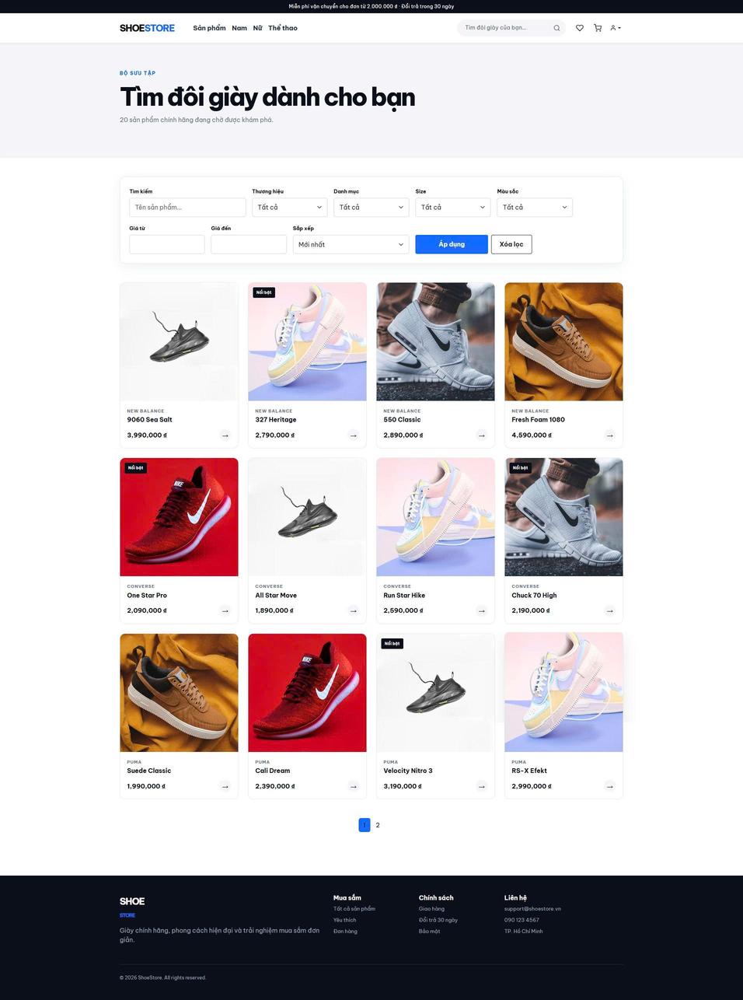 Miễn phí vận chuyển cho đơn từ 2.000.000 ₫ · Đổi trả trong 30 ngày
SHOESTORE
Sản phẩm Nam Nữ Thể thao
Tìm đôi giày của bạn...
BỘ SƯU TẬP
Tìm đôi giày dành cho bạn
20 sản phẩm chính hãng đang chờ được khám phá.
Tìm kiếm Thương hiệu Danh mục Size Màu sắc
Tên sản phẩm... Tất cả Tất cả Tất cả Tất cả
Giá từ Giá đến Sắp xếp
Mới nhất Áp dụng Xóa lọc
Nổi bật
NEW BALANCE NEW BALANCE NEW BALANCE NEW BALANCE
9060 Sea Salt 327 Heritage 550 Classic Fresh Foam 1080
3,990,000 ₫ → 2,790,000 ₫ → 2,890,000 ₫ → 4,590,000 ₫ →
Nổi bật Nổi bật
NIKE
CONVERSE CONVERSE CONVERSE CONVERSE
One Star Pro All Star Move Run Star Hike Chuck 70 High
2,090,000 ₫ → 1,890,000 ₫ → 2,590,000 ₫ → 2,190,000 ₫ →
Nổi bật
NIKE
PUMA PUMA PUMA PUMA
Suede Classic Cali Dream Velocity Nitro 3 RS-X Efekt
1,990,000 ₫ → 2,390,000 ₫ → 3,190,000 ₫ → 2,990,000 ₫ →
1 2
SHOE
STORE
Giày chính hãng, phong cách hiện đại và trải nghiệm mua sắm đơn
giản.
Mua sắm
Tất cả sản phẩm
Yêu thích
Đơn hàng
Chính sách
Giao hàng
Đổi trả 30 ngày
Bảo mật
Liên hệ
support@shoestore.vn
090 123 4567
TP. Hồ Chí Minh
© 2026 ShoeStore. All rights reserved.